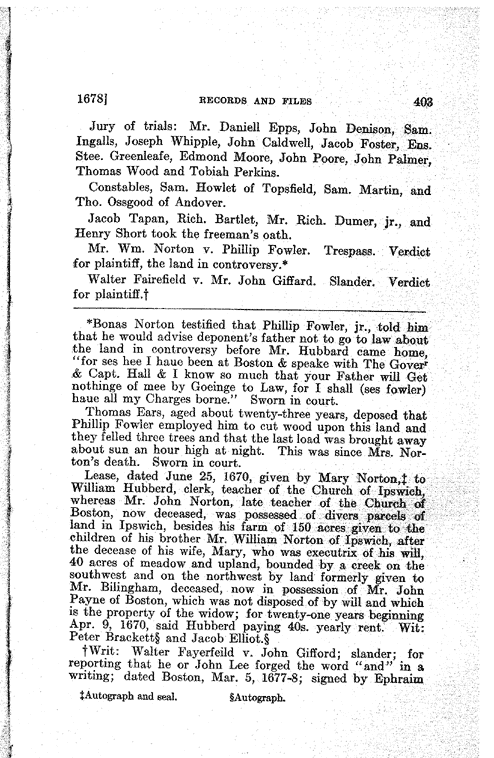 1678]   RECORDS AND FILES   403
Jury of trials: Mr. Daniell Epps, John Denison, Sam.
Ingalls, Joseph Whipple, John Caldwell, Jacob Foster, Ens.
Stee. Greenleafe, Edmond Moore, John Poore, John Palmer,
Thomas Wood and Tobiah Perkins.
Constables, Sam. Howlet of Topsfield, Sam. Martin, and
Tho. Ossgood of Andover.
Jacob Tapan, Rich. Bartlet, Mr. Rich. Dumer, jr., and
Henry Short took the freeman's oath.
Mr. Wm. Norton v. Phillip Fowler. Trespass. Verdict
for plaintiff, the land in controversy.*
Walter Fairefield v. Mr. John Giffard. Slander. Verdict
for plaintiff.†
*Bonas Norton testified that Phillip Fowler, jr., told him
that he would advise deponent's father not to go to law about
the land in controversy before Mr. Hubbard came home,
"for ses hee I haue been at Boston & speake with The Goverʳ
& Capt. Hall & I know so much that your Father will Get
nothinge of mee by Goeinge to Law, for I shall (ses fowler)
haue all my Charges borne." Sworn in court.
Thomas Ears, aged about twenty-three years, deposed that
Phillip Fowler employed him to cut wood upon this land and
they felled three trees and that the last load was brought away
about sun an hour high at night. This was since Mrs. Nor-
ton's death. Sworn in court.
Lease, dated June 25, 1670, given by Mary Norton,‡ to
William Hubberd, clerk, teacher of the Church of Ipswich,
whereas Mr. John Norton, late teacher of the Church of
Boston, now deceased, was possessed of divers parcels of
land in Ipswich, besides his farm of 150 acres given to the
children of his brother Mr. William Norton of Ipswich, after
the decease of his wife, Mary, who was executrix of his will,
40 acres of meadow and upland, bounded by a creek on the
southwest and on the northwest by land formerly given to
Mr. Bilingham, deceased, now in possession of Mr. John
Payne of Boston, which was not disposed of by will and which
is the property of the widow; for twenty-one years beginning
Apr. 9, 1670, said Hubberd paying 40s. yearly rent. Wit:
Peter Brackett§ and Jacob Elliot.§
†Writ: Walter Fayerfeild v. John Gifford; slander; for
reporting that he or John Lee forged the word "and" in a
writing; dated Boston, Mar. 5, 1677-8; signed by Ephraim
‡Autograph and seal.   §Autograph.